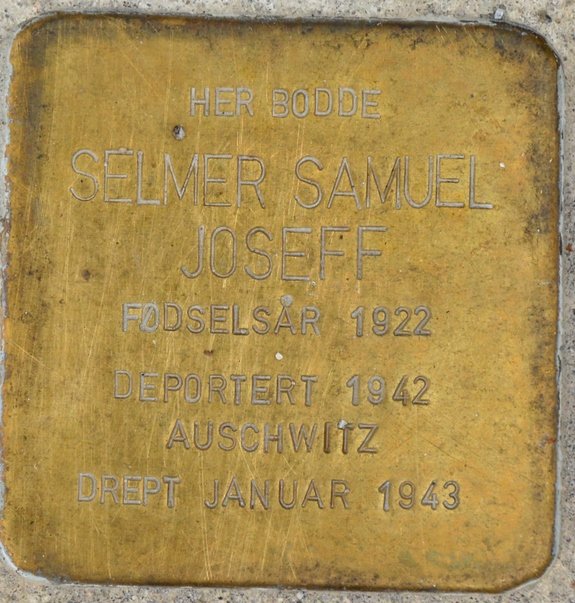 HER BODDE
SELMER SAMUEL
JOSEFF
FØDSELSÅR 1922
DEPORTERT 1942
AUSCHWITZ
DREPT JANUAR 1943